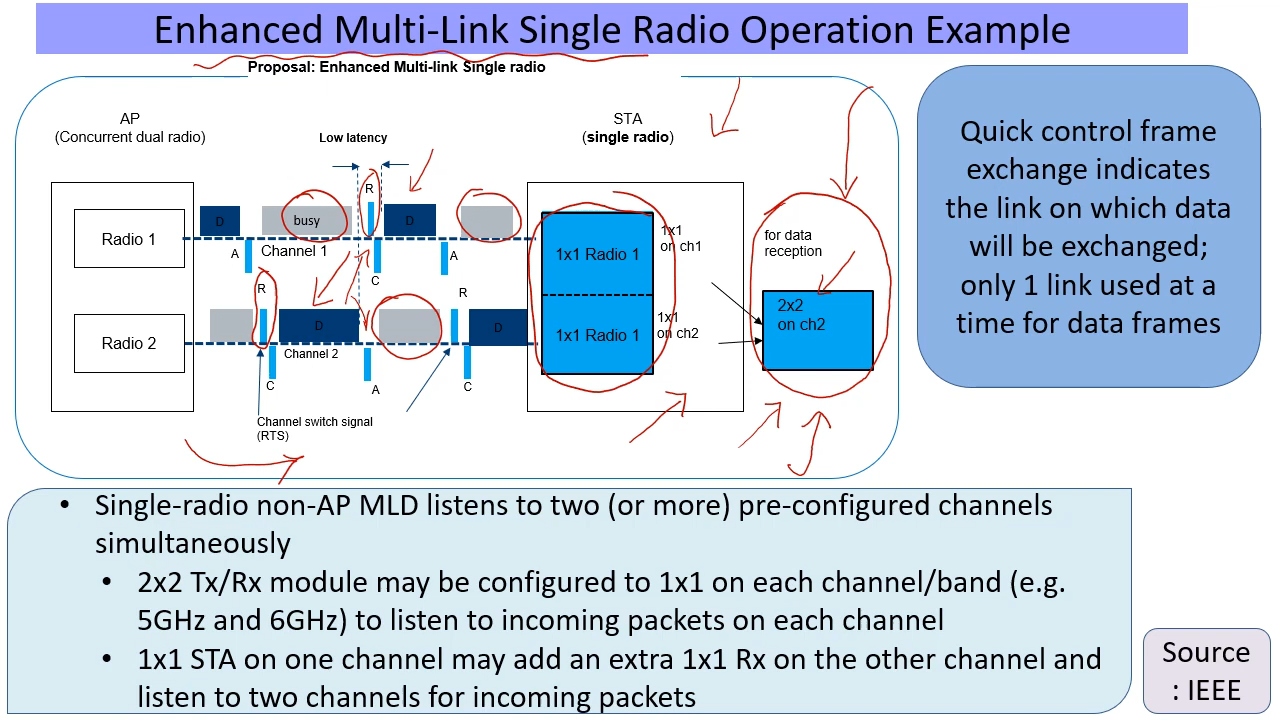 Enhanced Multi-Link Single Radio Operation Example
Proposal: Enhanced Multi-link Single radio
AP
(Concurrent dual radio)
Low latency
STA
(single radio)
R
D
busy
D
Radio 1
A
Channel 1
C
A
1x1 Radio 1
1x1
on ch1
for data
reception
R
R
D
D
Radio 2
Channel 2
C
A
C
1x1 Radio 1
1x1
on ch2
2x2
on ch2
Channel switch signal
(RTS)
Quick control frame
exchange indicates
the link on which data
will be exchanged;
only 1 link used at a
time for data frames
• Single-radio non-AP MLD listens to two (or more) pre-configured channels
simultaneously
• 2x2 Tx/Rx module may be configured to 1x1 on each channel/band (e.g.
5GHz and 6GHz) to listen to incoming packets on each channel
• 1x1 STA on one channel may add an extra 1x1 Rx on the other channel and
listen to two channels for incoming packets
Source
: IEEE